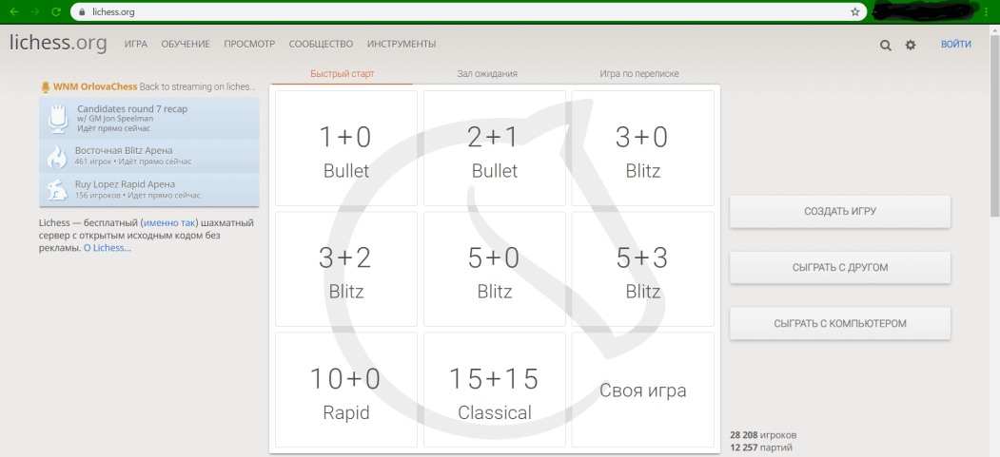 lichess.org
lichess.org ИГРА ОБУЧЕНИЕ ПРОСМОТР СООБЩЕСТВО ИНСТРУМЕНТЫ ВОЙТИ
Быстрый старт Зал ожидания Игра по переписке
WNM OrlovaChess Back to streaming on liches...
Candidates round 7 recap
w/ GM Jon Speelman
Идёт прямо сейчас
Восточная Blitz Арена
461 игрок • Идёт прямо сейчас
Ruy Lopez Rapid Арена
156 игроков • Идёт прямо сейчас
Lichess — бесплатный (именно так) шахматный
сервер с открытым исходным кодом без
рекламы. О Lichess...
1+0 2+1 3+0
Bullet Bullet Blitz
3+2 5+0 5+3
Blitz Blitz Blitz
10+0 15+15 Своя игра
Rapid Classical
СОЗДАТЬ ИГРУ
СЫГРАТЬ С ДРУГОМ
СЫГРАТЬ С КОМПЬЮТЕРОМ
28 208 игроков
12 257 партий